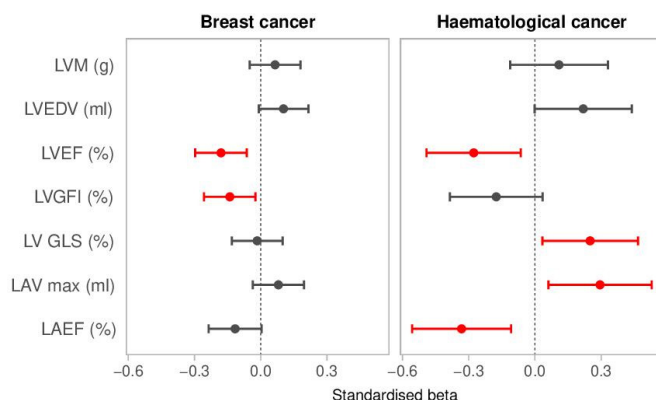 Breast cancer Haematological cancer
LVM (g)
LVEDV (ml)
LVEF (%)
LVGFI (%)
LV GLS (%)
LAV max (ml)
LAEF (%)
−0.6 −0.3 0.0 0.3 −0.6 −0.3 0.0 0.3
Standardised beta